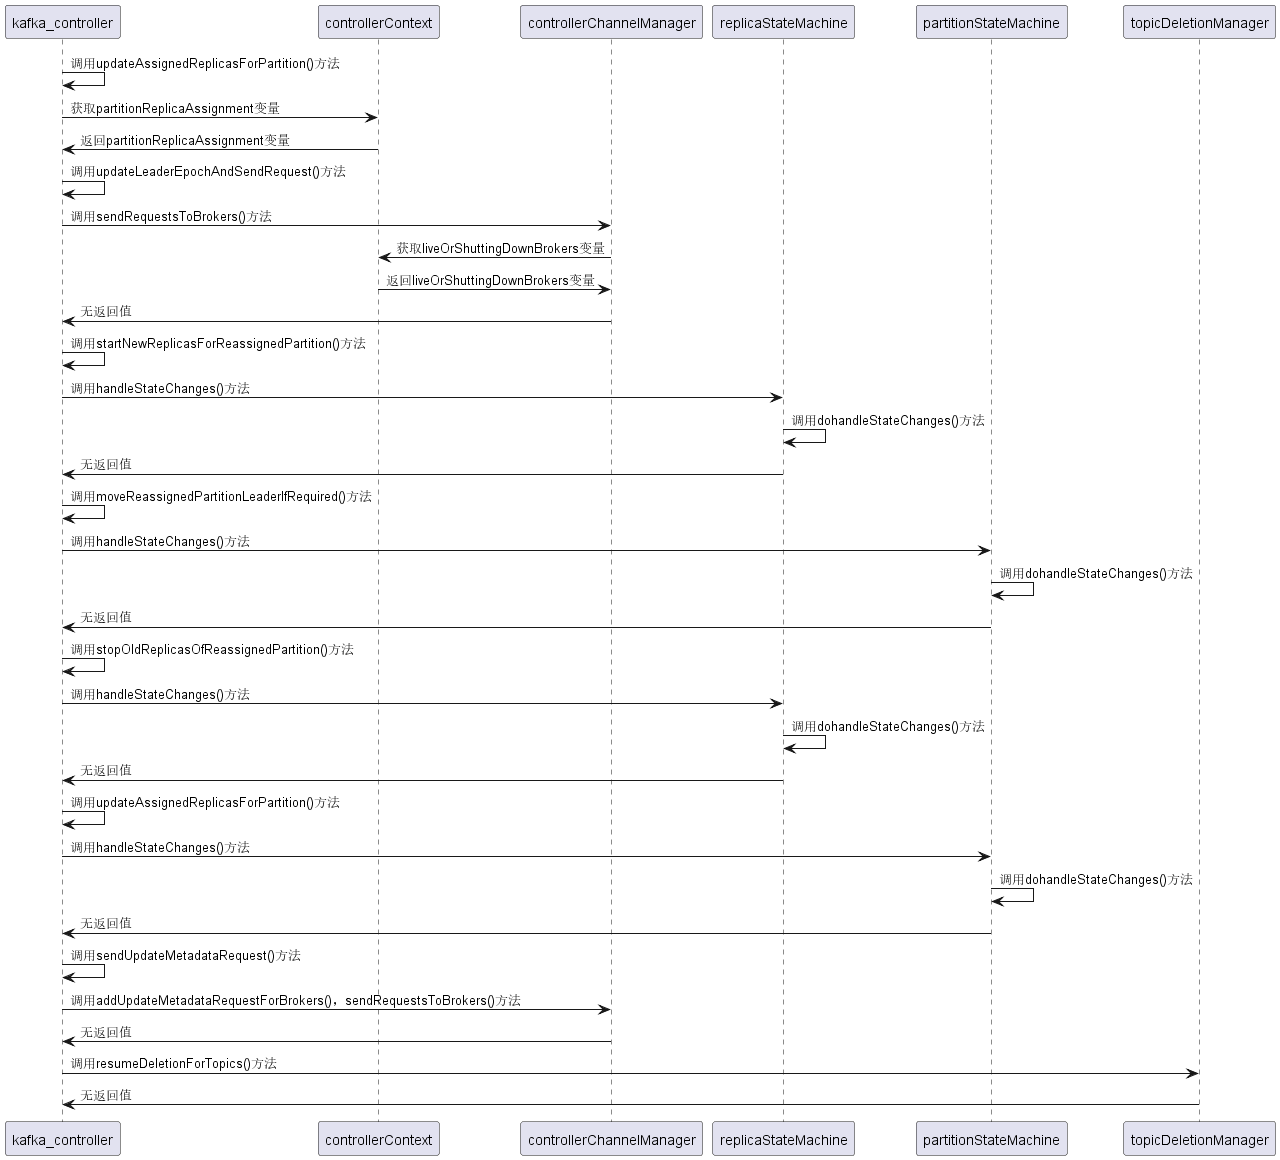 kafka_controller
controllerContext
controllerChannelManager
replicaStateMachine
partitionStateMachine
topicDeletionManager
调用updateAssignedReplicasForPartition()方法
获取partitionReplicaAssignment变量
返回partitionReplicaAssignment变量
调用updateLeaderEpochAndSendRequest()方法
调用sendRequestsToBrokers()方法
获取liveOrShuttingDownBrokers变量
返回liveOrShuttingDownBrokers变量
无返回值
调用startNewReplicasForReassignedPartition()方法
调用handleStateChanges()方法
调用dohandleStateChanges()方法
无返回值
调用moveReassignedPartitionLeaderIfRequired()方法
调用handleStateChanges()方法
调用dohandleStateChanges()方法
无返回值
调用stopOldReplicasOfReassignedPartition()方法
调用handleStateChanges()方法
调用dohandleStateChanges()方法
无返回值
调用updateAssignedReplicasForPartition()方法
调用handleStateChanges()方法
调用dohandleStateChanges()方法
无返回值
调用sendUpdateMetadataRequest()方法
调用addUpdateMetadataRequestForBrokers()，sendRequestsToBrokers()方法
无返回值
调用resumeDeletionForTopics()方法
无返回值
kafka_controller
controllerContext
controllerChannelManager
replicaStateMachine
partitionStateMachine
topicDeletionManager